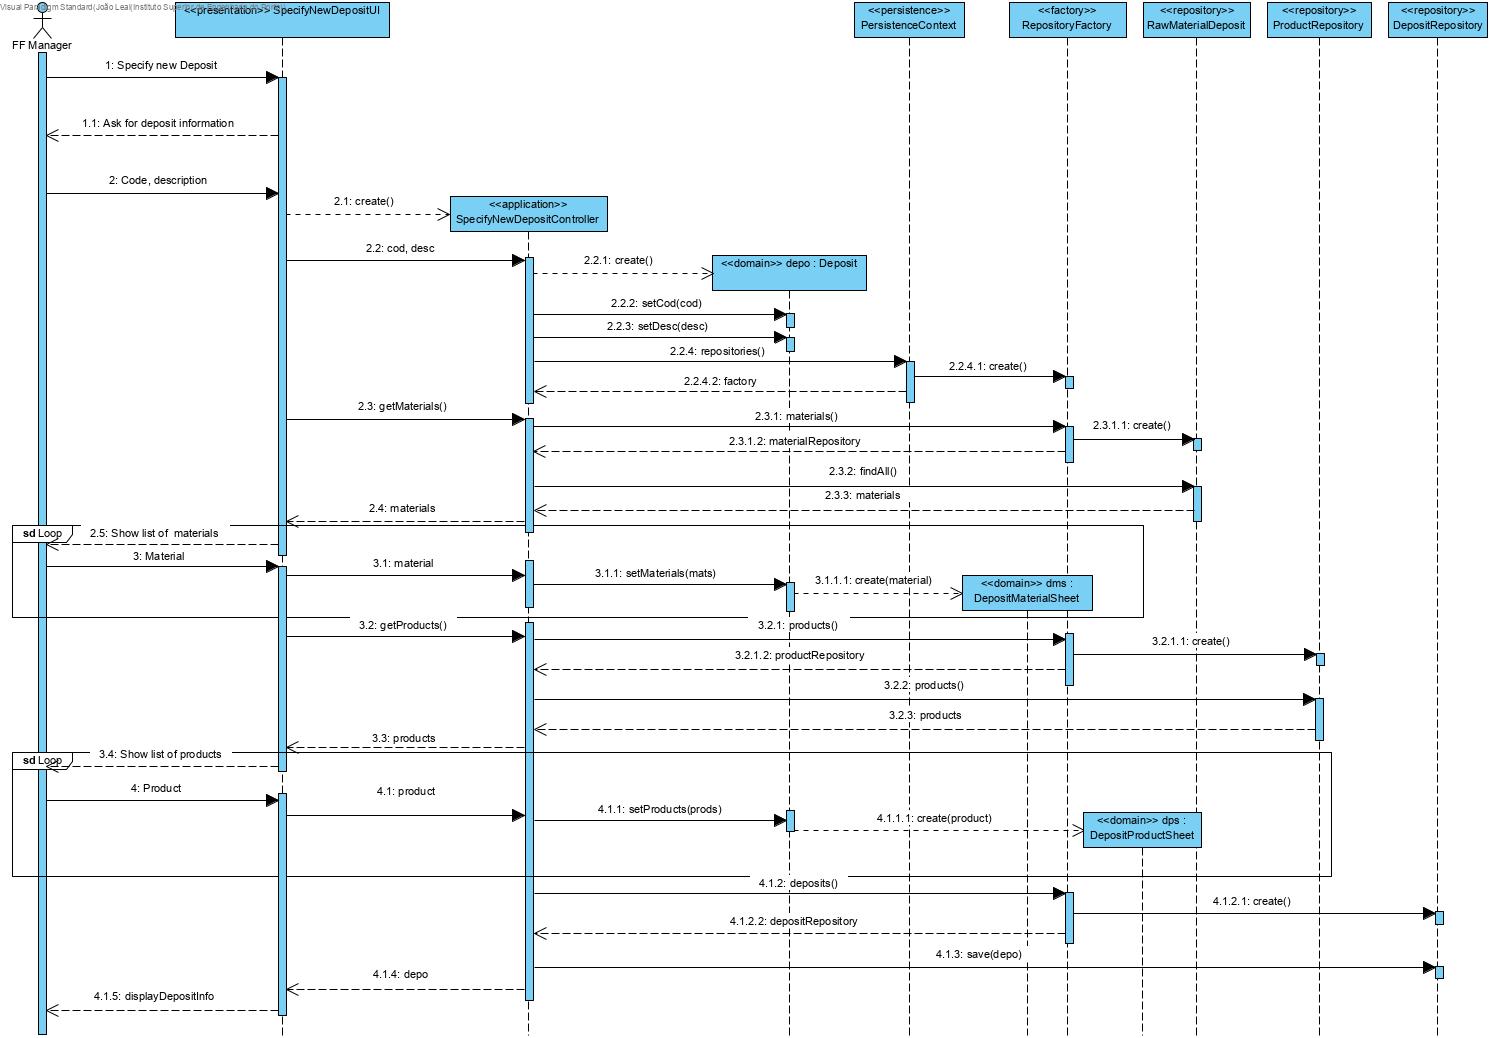 Visual Paradigm Standard(João Leal(Instituto Superior de Engenharia do Porto))
FF Manager
<<presentation>> SpecifyNewDepositUI
<<persistence>>
PersistenceContext
<<factory>>
RepositoryFactory
<<repository>>
RawMaterialDeposit
<<repository>>
ProductRepository
<<repository>>
DepositRepository
1: Specify new Deposit
1.1: Ask for deposit information
2: Code, description
2.1: create()
<<application>>
SpecifyNewDepositController
2.2: cod, desc
2.2.1: create()
<<domain>> depo : Deposit
2.2.2: setCod(cod)
2.2.3: setDesc(desc)
2.2.4: repositories()
2.2.4.1: create()
2.2.4.2: factory
2.3: getMaterials()
2.3.1: materials()
2.3.1.1: create()
2.3.1.2: materialRepository
2.3.2: findAll()
2.3.3: materials
2.4: materials
sd Loop
2.5: Show list of materials
3: Material
3.1: material
3.1.1: setMaterials(mats)
3.1.1.1: create(material)
<<domain>> dms :
DepositMaterialSheet
3.2: getProducts()
3.2.1: products()
3.2.1.1: create()
3.2.1.2: productRepository
3.2.2: products()
3.2.3: products
3.3: products
sd Loop
3.4: Show list of products
4: Product
4.1: product
4.1.1: setProducts(prods)
4.1.1.1: create(product)
<<domain>> dps :
DepositProductSheet
4.1.2: deposits()
4.1.2.1: create()
4.1.2.2: depositRepository
4.1.3: save(depo)
4.1.4: depo
4.1.5: displayDepositInfo